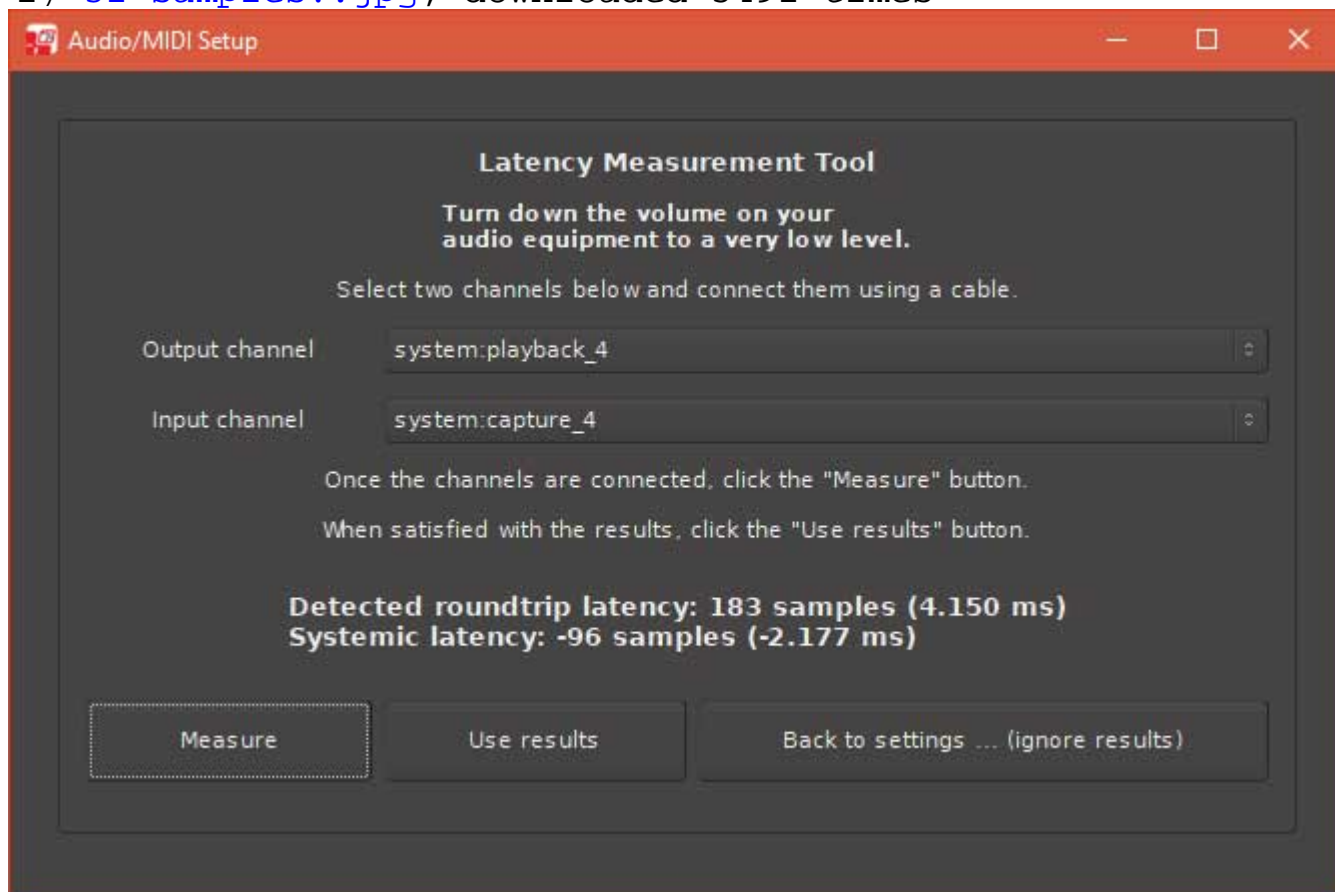 Audio/MIDI Setup
Latency Measurement Tool
Turn down the volume on your
audio equipment to a very low level.
Select two channels below and connect them using a cable.
Output channel system:playback_4
Input channel system:capture_4
Once the channels are connected, click the "Measure" button.
When satisfied with the results, click the "Use results" button.
Detected roundtrip latency: 183 samples (4.150 ms)
Systemic latency: -96 samples (-2.177 ms)
Measure Use results Back to settings ... (ignore results)